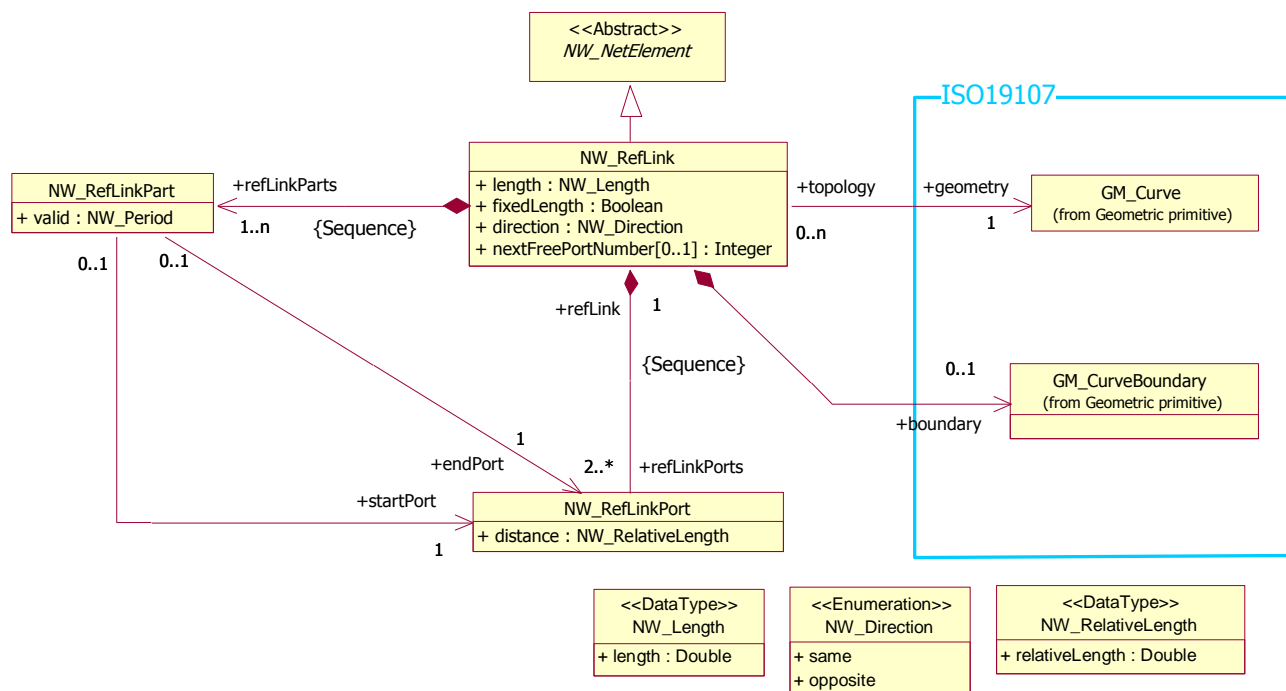 <<Abstract>>
NW_NetElement
ISO19107
NW_RefLink
+ length : NW_Length
+ fixedLength : Boolean
+ direction : NW_Direction
+ nextFreePortNumber[0..1] : Integer
NW_RefLinkPart
+ valid : NW_Period
+refLinkParts
1..n
{Sequence}
+topology
0..n
+geometry
1
GM_Curve
(from Geometric primitive)
0..1
0..1
+refLink
1
{Sequence}
0..1
+boundary
GM_CurveBoundary
(from Geometric primitive)
1
+endPort
2..*
+refLinkPorts
+startPort
1
NW_RefLinkPort
+ distance : NW_RelativeLength
<<DataType>>
NW_Length
+ length : Double
<<Enumeration>>
NW_Direction
+ same
+ opposite
<<DataType>>
NW_RelativeLength
+ relativeLength : Double